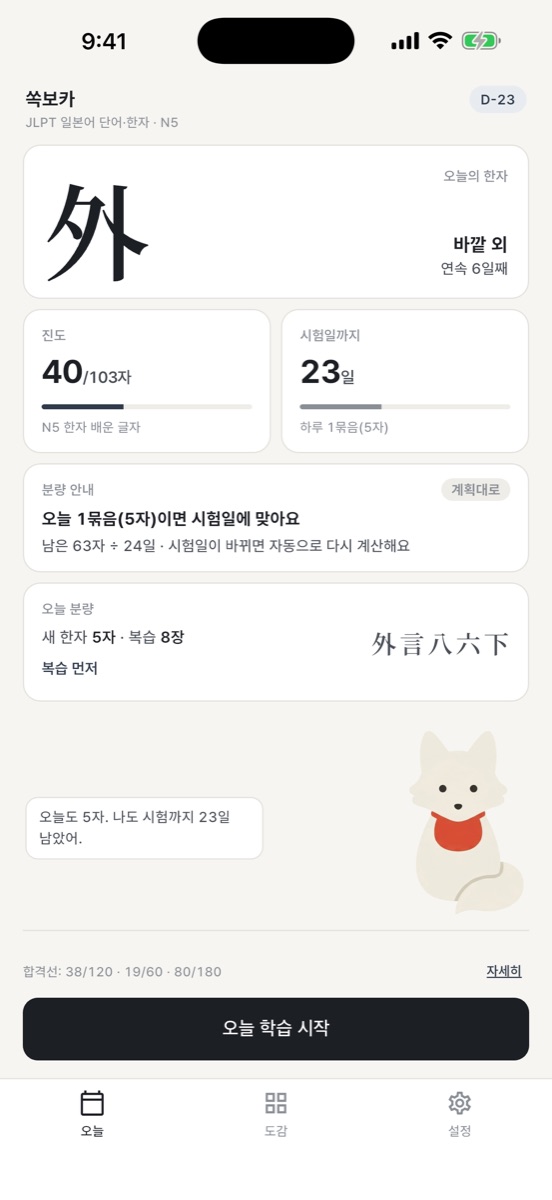 9:41
쏙보카
D-23
JLPT 일본어 단어·한자 · N5
外
오늘의 한자
바깥 외
연속 6일째
진도
40/103자
N5 한자 배운 글자
시험일까지
23일
하루 1묶음(5자)
분량 안내
계획대로
오늘 1묶음(5자)이면 시험일에 맞아요
남은 63자 ÷ 24일 · 시험일이 바뀌면 자동으로 다시 계산해요
오늘 분량
새 한자 5자 · 복습 8장
복습 먼저
外言八六下
오늘도 5자. 나도 시험까지 23일
남았어.
합격선: 38/120 · 19/60 · 80/180
자세히
오늘 학습 시작
오늘
도감
설정